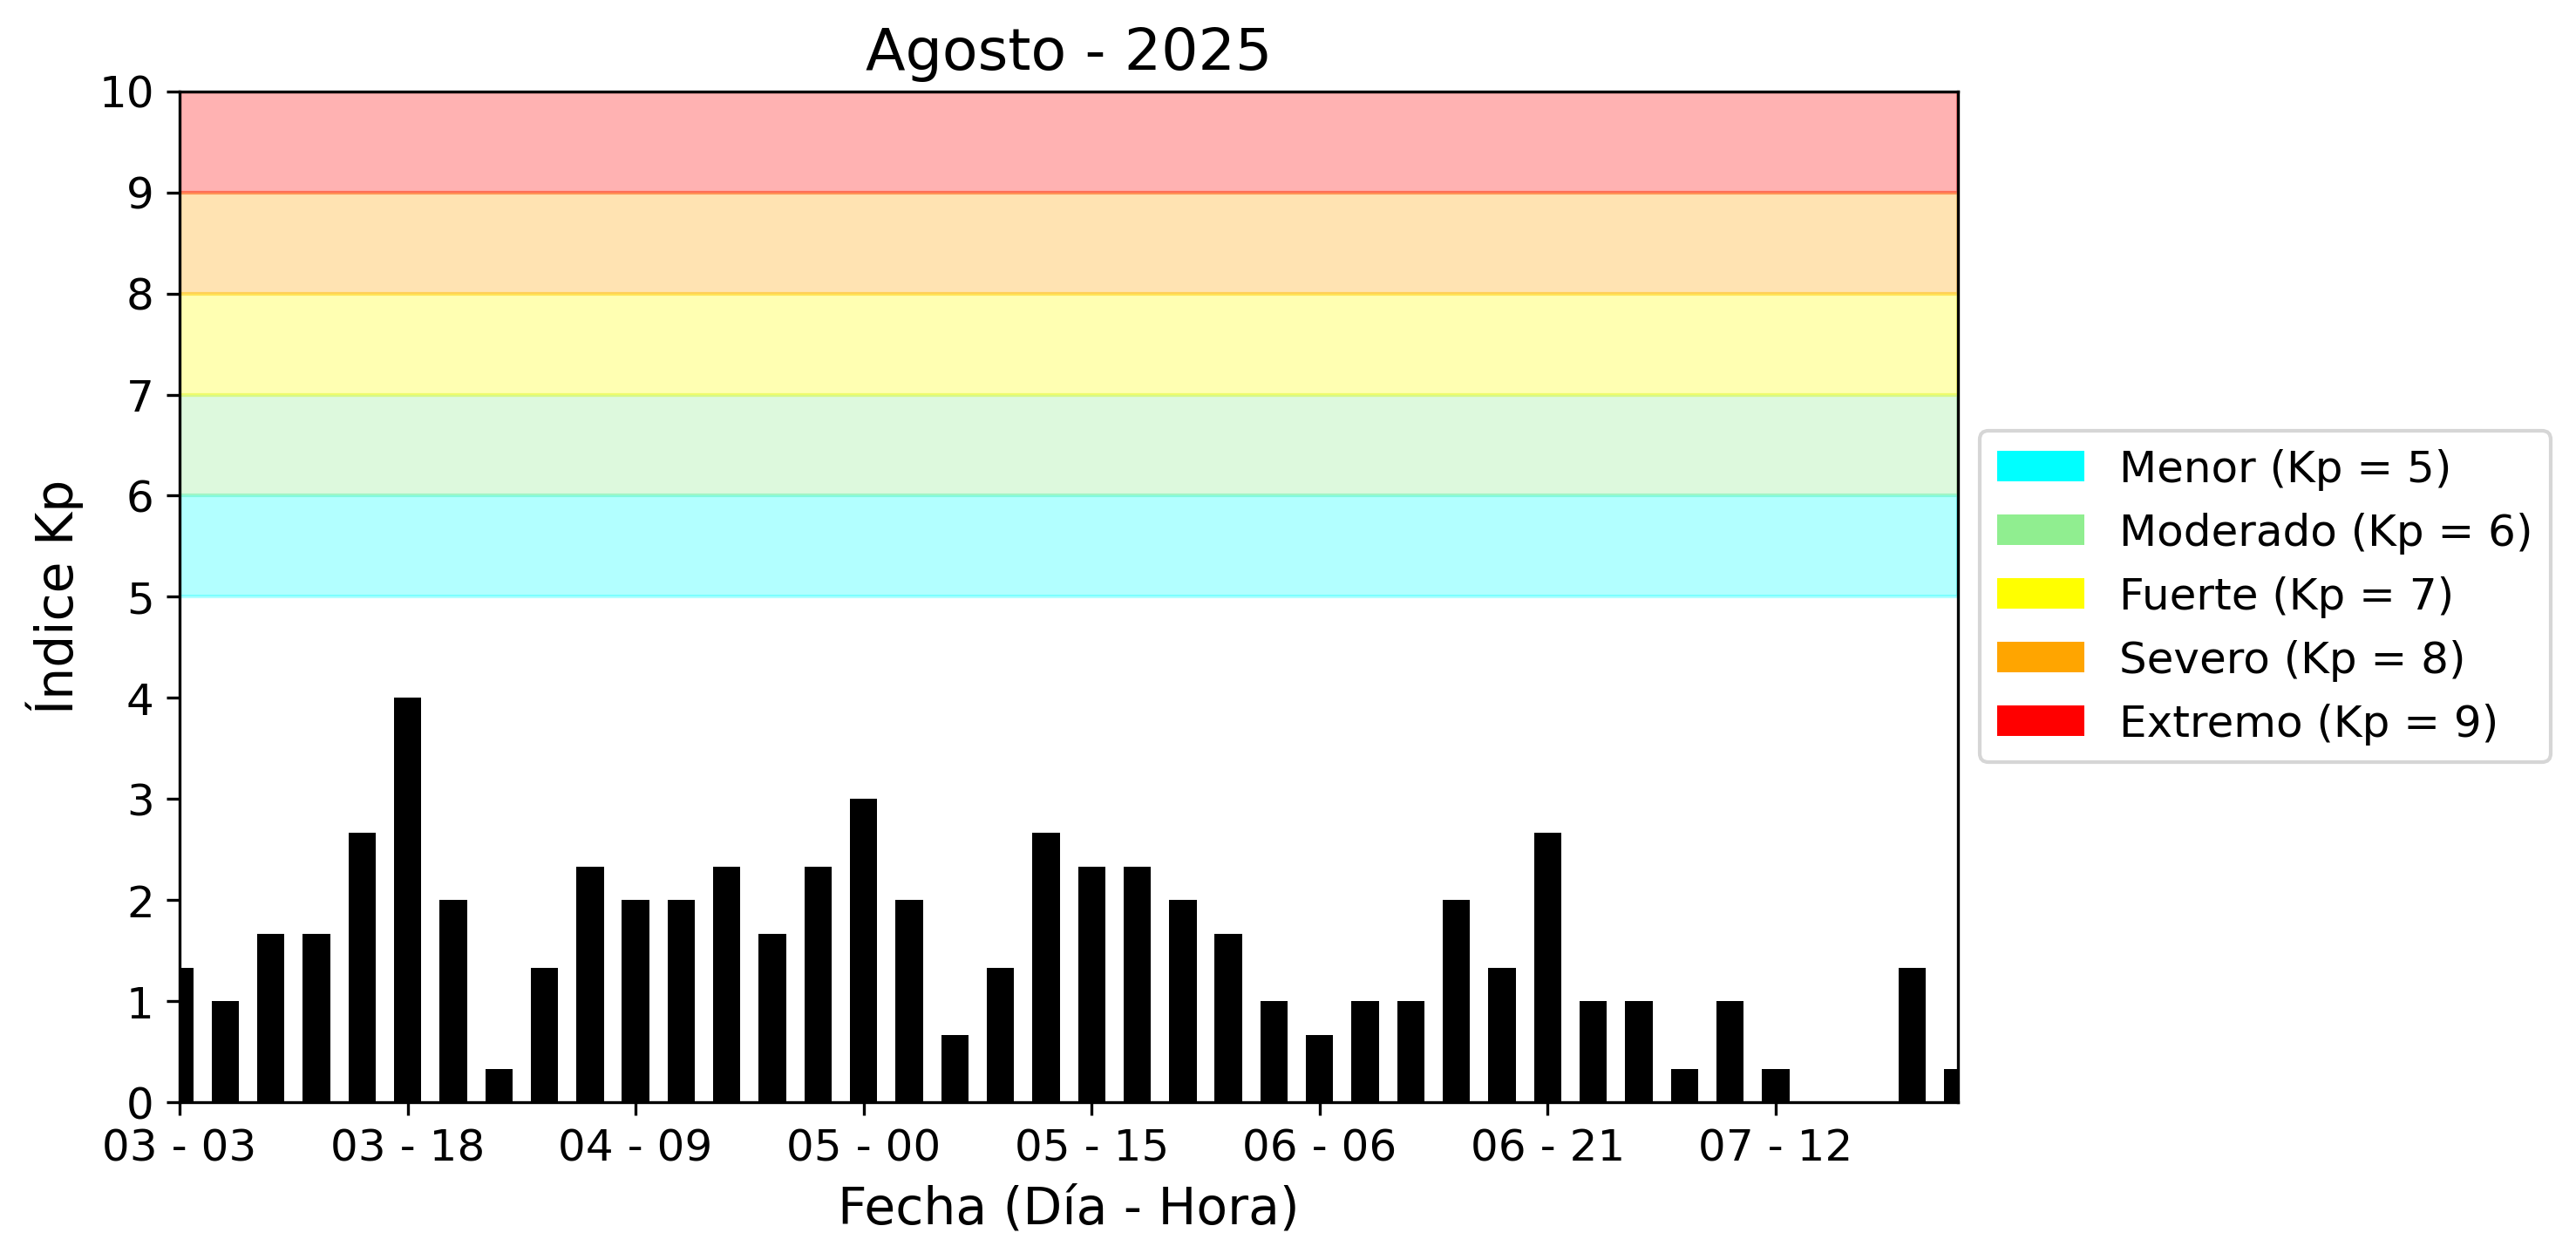 Agosto - 2025
10
9
8
7
6
5
4
3
2
1
0
Índice Kp
03 - 03
03 - 18
04 - 09
05 - 00
05 - 15
06 - 06
06 - 21
07 - 12
Fecha (Día - Hora)
Menor (Kp = 5)
Moderado (Kp = 6)
Fuerte (Kp = 7)
Severo (Kp = 8)
Extremo (Kp = 9)